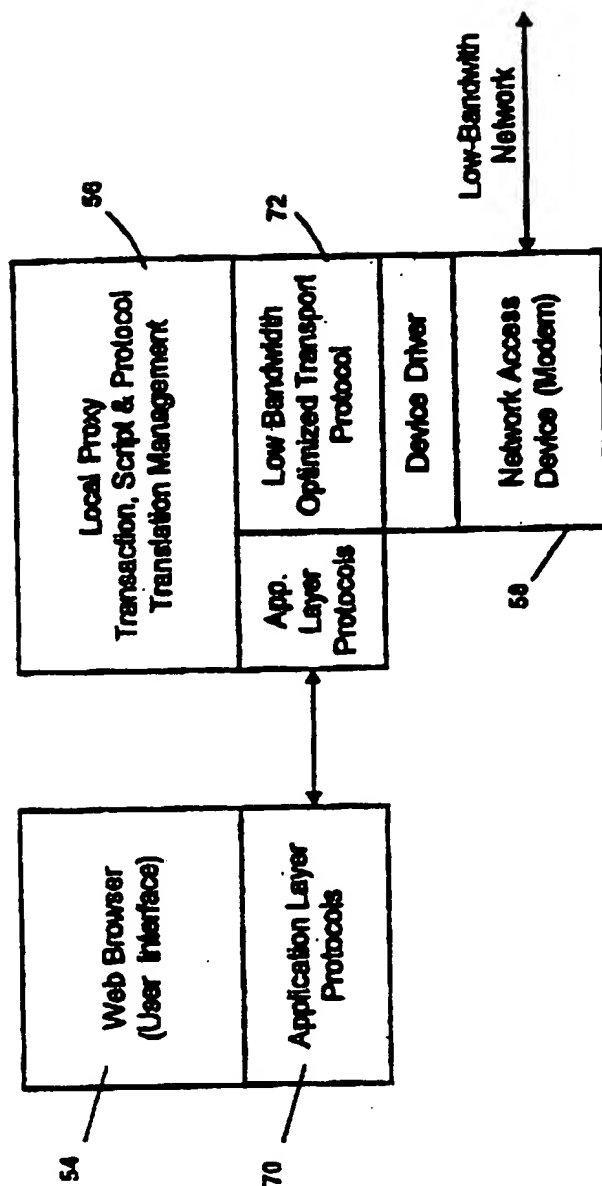 54
Web Browser
(User Interface)
70
Application Layer
Protocols
56
Local Proxy
Transaction, Script & Protocol
Translation Management
App.
Layer
Protocols
72
Low Bandwidth
Optimized Transport
Protocol
Device Driver
58
Network Access
Device (Modem)
Low-Bandwith
Network